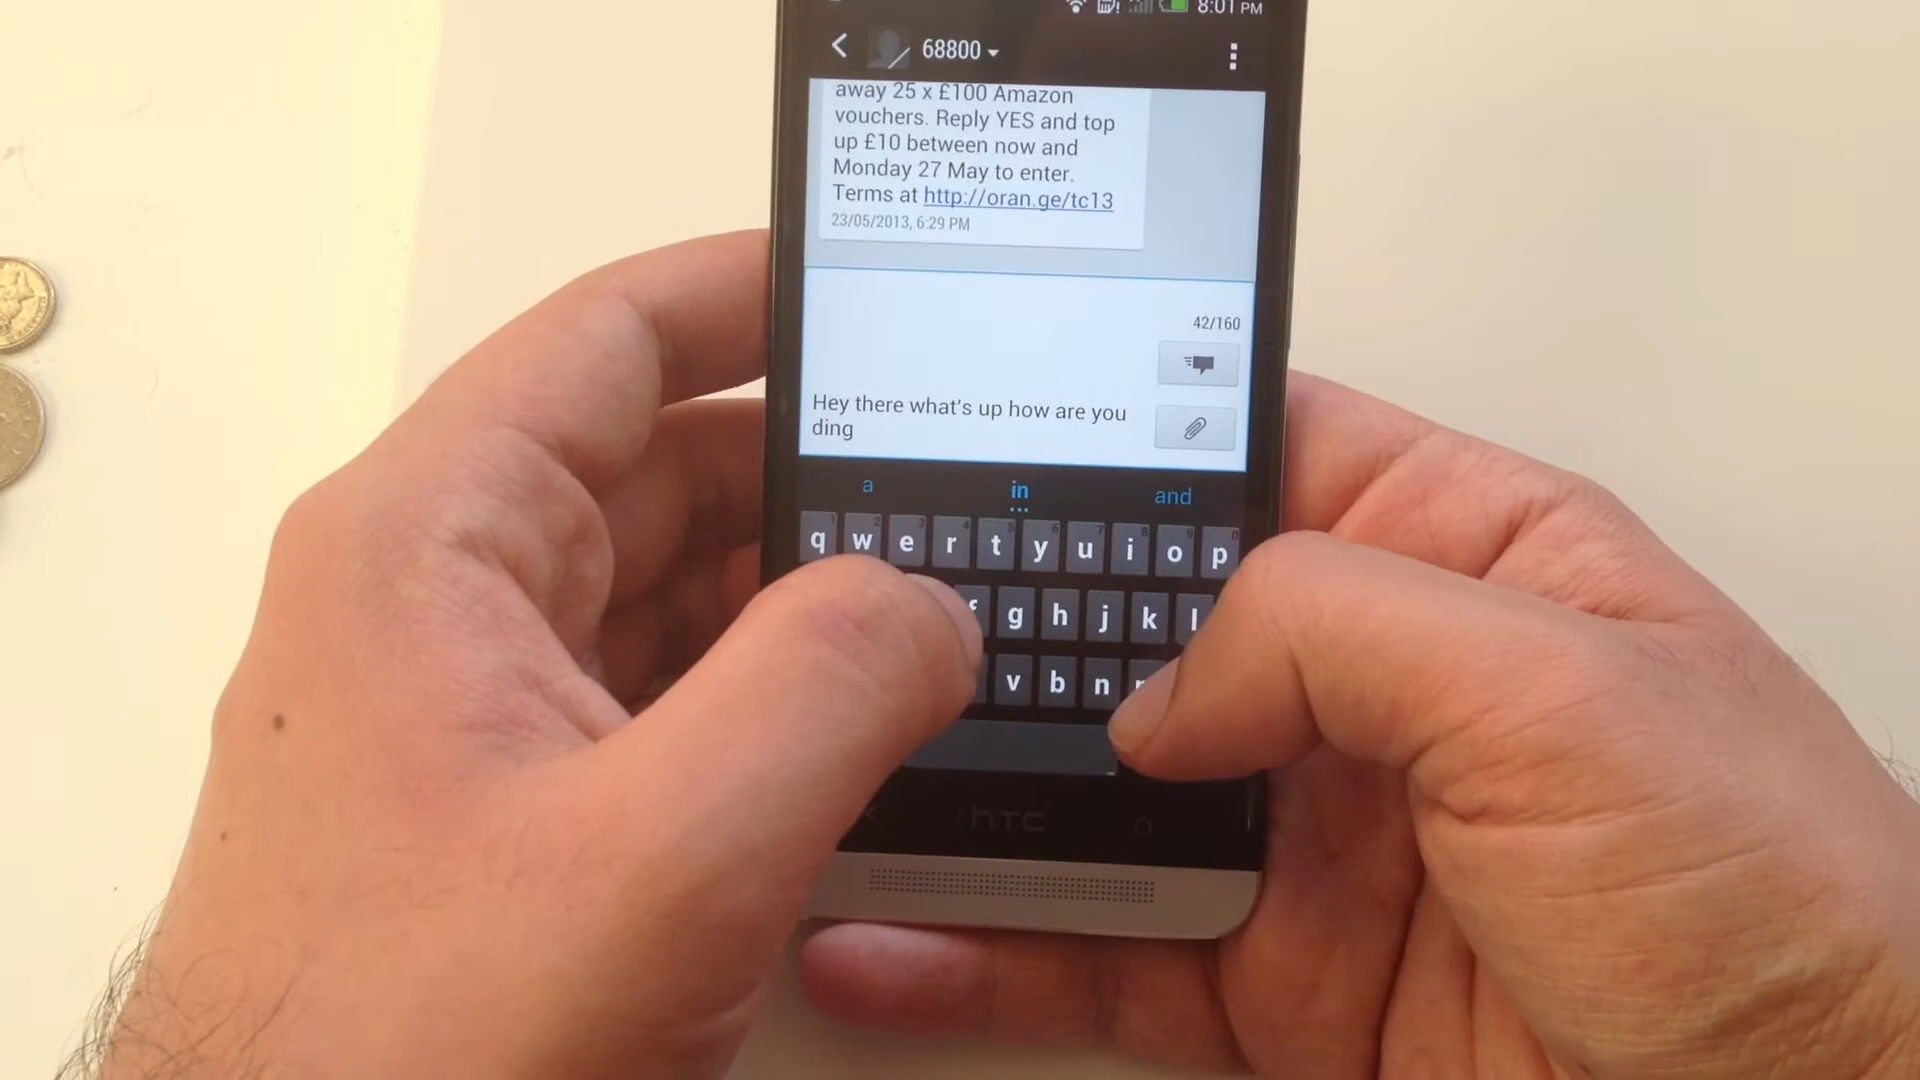 8:01 PM
68800
away 25 x £100 Amazon
vouchers. Reply YES and top
up £10 between now and
Monday 27 May to enter.
Terms at http://oran.ge/tc13
23/05/2013, 6:29 PM
42/160
Hey there what's up how are you
ding
a in and
q w e r t y u i o p
f g h j k l
v b n
hTC